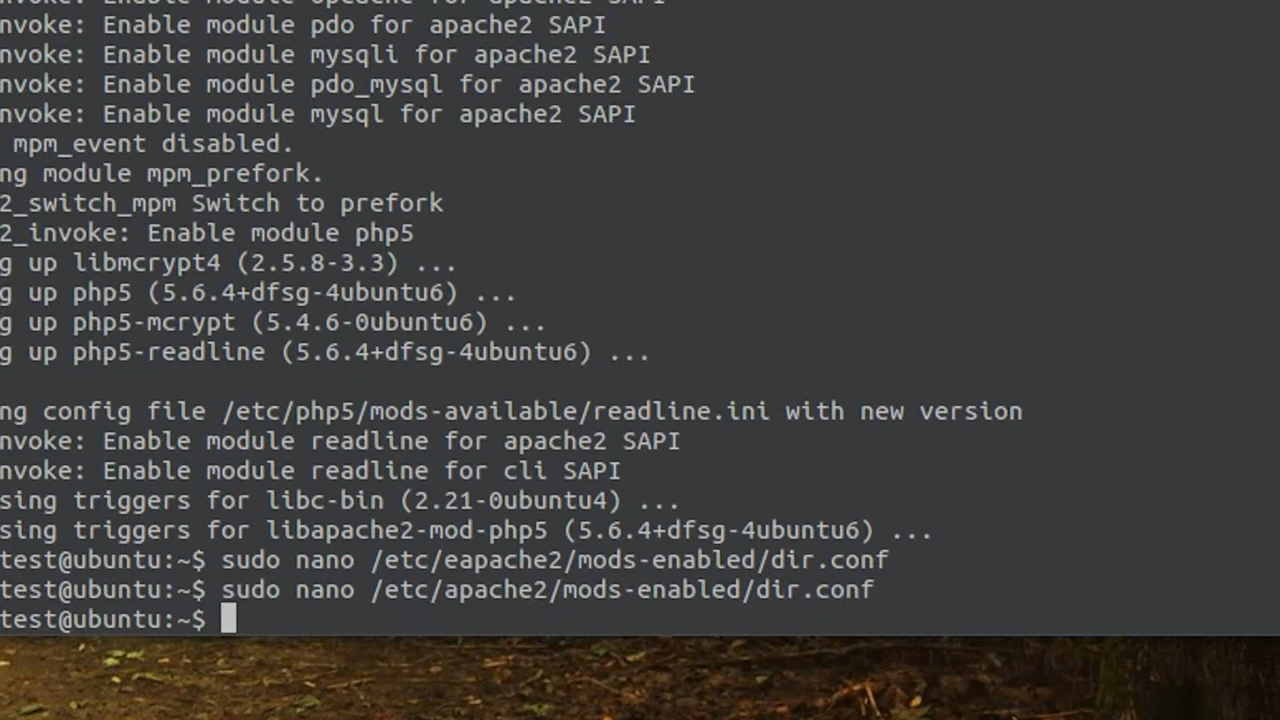 nvoke: Enable module opcache for apache2 SAPI
nvoke: Enable module pdo for apache2 SAPI
nvoke: Enable module mysqli for apache2 SAPI
nvoke: Enable module pdo_mysql for apache2 SAPI
nvoke: Enable module mysql for apache2 SAPI
mpm_event disabled.
ng module mpm_prefork.
2_switch_mpm Switch to prefork
2_invoke: Enable module php5
g up libmcrypt4 (2.5.8-3.3) ...
g up php5 (5.6.4+dfsg-4ubuntu6) ...
g up php5-mcrypt (5.4.6-0ubuntu6) ...
g up php5-readline (5.6.4+dfsg-4ubuntu6) ...
ng config file /etc/php5/mods-available/readline.ini with new version
nvoke: Enable module readline for apache2 SAPI
nvoke: Enable module readline for cli SAPI
sing triggers for libc-bin (2.21-0ubuntu4) ...
sing triggers for libapache2-mod-php5 (5.6.4+dfsg-4ubuntu6) ...
test@ubuntu:~$ sudo nano /etc/eapache2/mods-enabled/dir.conf
test@ubuntu:~$ sudo nano /etc/apache2/mods-enabled/dir.conf
test@ubuntu:~$